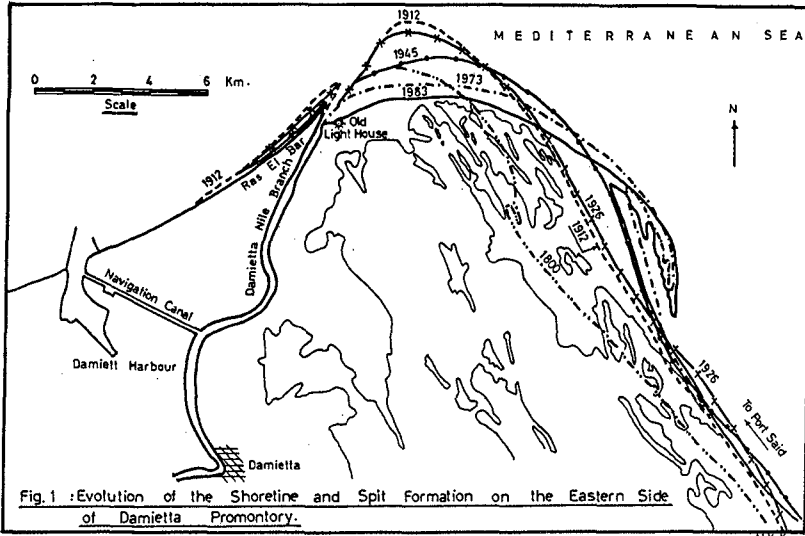 1912
MEDITERRANEAN SEA
1945
0 2 4 6 Km.
Scale
1973
1983
N
Old
Light House
1912
Ras El Bar
Damietta Nile Branch
1926
1912
1800
Navigation Canal
Damiett Harbour
1926
To Port Said
Damietta
Fig. 1 : Evolution of the Shoretine and Spit Formation on the Eastern Side
of Damietta Promontory.